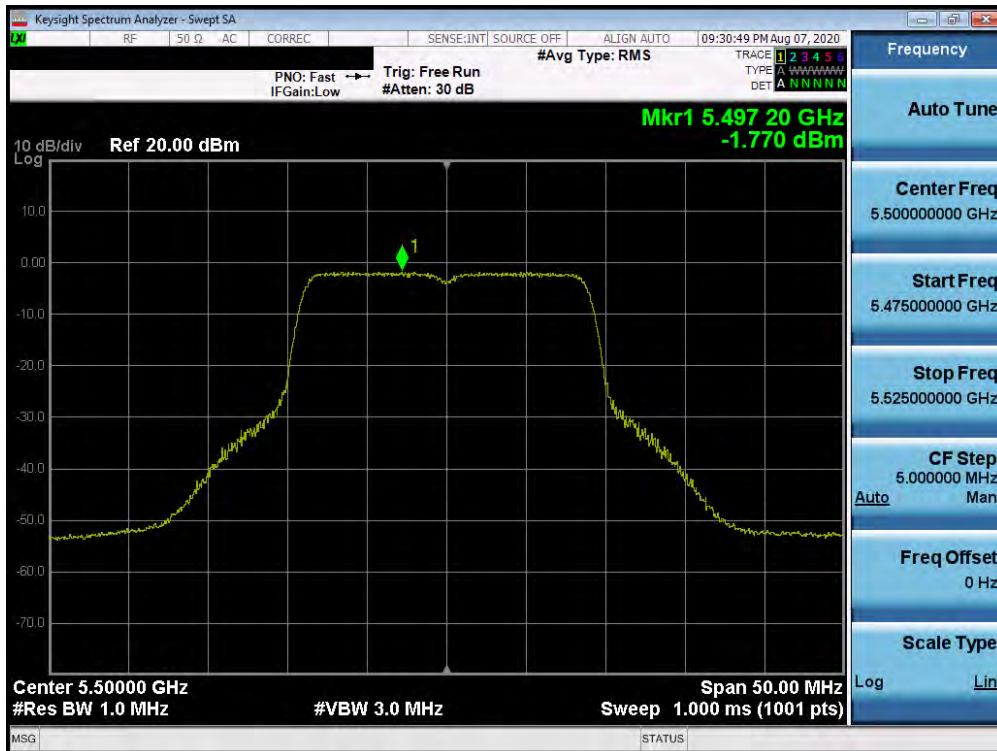 Keysight Spectrum Analyzer - Swept SA
LXI RF 50 Ω AC CORREC SENSE:INT SOURCE OFF ALIGN AUTO 09:30:49 PM Aug 07, 2020
#Avg Type: RMS
TRACE 1 2 3 4 5 6
TYPE A WWWWW
DET A N N N N N
PNO: Fast Trig: Free Run
IFGain:Low #Atten: 30 dB
Mkr1 5.497 20 GHz
-1.770 dBm
10 dB/div Ref 20.00 dBm
Log
10.0
0.00
-10.0
-20.0
-30.0
-40.0
-50.0
-60.0
-70.0
1
Center 5.50000 GHz Span 50.00 MHz
#Res BW 1.0 MHz #VBW 3.0 MHz Sweep 1.000 ms (1001 pts)
MSG STATUS
Frequency
Auto Tune
Center Freq
5.500000000 GHz
Start Freq
5.475000000 GHz
Stop Freq
5.525000000 GHz
CF Step
5.000000 MHz
Auto Man
Freq Offset
0 Hz
Scale Type
Log Lin